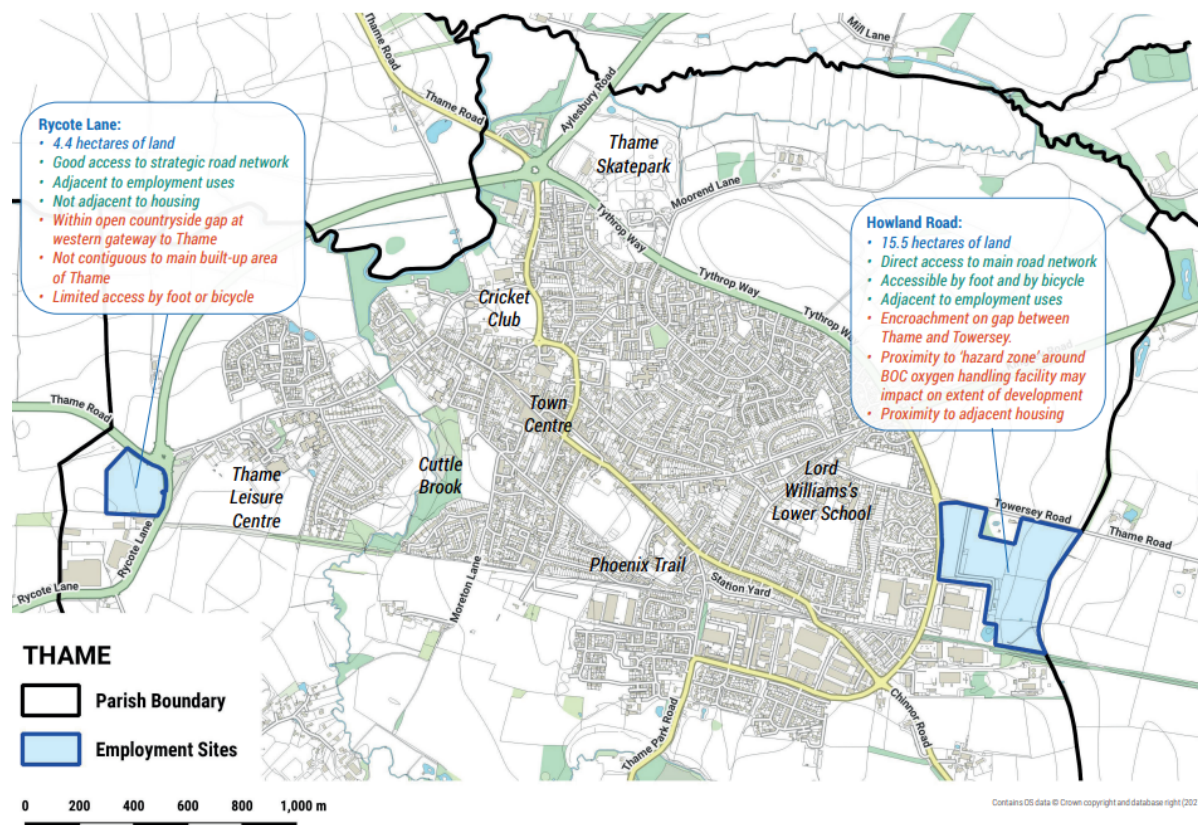 Mill Lane
Thame Road
Aylesbury Road
Thame Road
Rycote Lane:
• 4.4 hectares of land
• Good access to strategic road network
• Adjacent to employment uses
• Not adjacent to housing
• Within open countryside gap at
western gateway to Thame
• Not contiguous to main built-up area
of Thame
• Limited access by foot or bicycle
Thame
Skatepark
Moorend Lane
Tythrop Way
Howland Road:
• 15.5 hectares of land
• Direct access to main road network
• Accessible by foot and by bicycle
• Adjacent to employment uses
• Encroachment on gap between
Thame and Towersey.
• Proximity to 'hazard zone' around
BOC oxygen handling facility may
impact on extent of development
• Proximity to adjacent housing
Tythrop Way
Tythrop Way
Cricket
Club
Thame Road
Town
Centre
Cuttle
Brook
Thame
Leisure
Centre
Lord
Williams's
Lower School
Towersey Road
Thame Road
Rycote Lane
Rycote Lane
Moreton Lane
Phoenix Trail
Station Yard
Chinnor Road
Thame Park Road
THAME
Parish Boundary
Employment Sites
0 200 400 600 800 1,000 m
Contains OS data © Crown copyright and database right (202